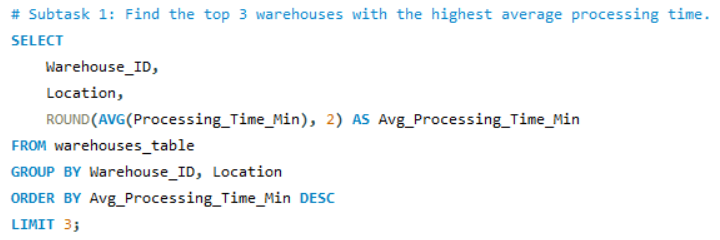 # Subtask 1: Find the top 3 warehouses with the highest average processing time.
SELECT
    Warehouse_ID,
    Location,
    ROUND(AVG(Processing_Time_Min), 2) AS Avg_Processing_Time_Min
FROM warehouses_table
GROUP BY Warehouse_ID, Location
ORDER BY Avg_Processing_Time_Min DESC
LIMIT 3;